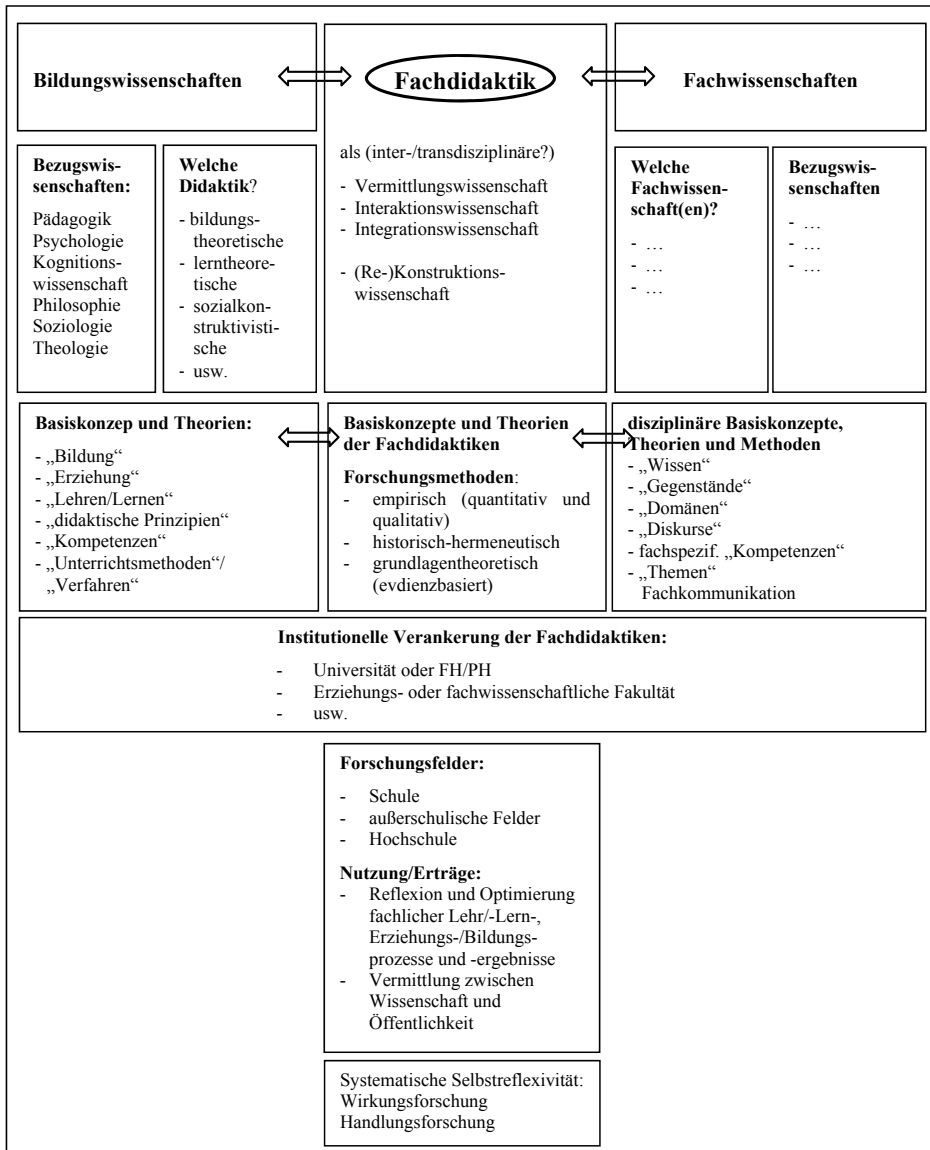 Bildungswissenschaften
Fachdidaktik
Fachwissenschaften
Bezugswis-
senschaften:
Pädagogik
Psychologie
Kognitions-
wissenschaft
Philosophie
Soziologie
Theologie
Welche
Didaktik?
- bildungs-
theoretische
- lerntheore-
tische
- sozialkon-
struktivisti-
sche
- usw.
als (inter-/transdisziplinäre?)
- Vermittlungswissenschaft
- Interaktionswissenschaft
- Integrationswissenschaft
- (Re-)Konstruktions-
wissenschaft
Welche
Fachwissen-
schaft(en)?
- …
- …
- …
Bezugswis-
senschaften
- …
- …
- …
Basiskonzep und Theorien:
- „Bildung“
- „Erziehung“
- „Lehren/Lernen“
- „didaktische Prinzipien“
- „Kompetenzen“
- „Unterrichtsmethoden“/
„Verfahren“
Basiskonzepte und Theorien
der Fachdidaktiken
Forschungsmethoden:
- empirisch (quantitativ und
qualitativ)
- historisch-hermeneutisch
- grundlagentheoretisch
(evdienzbasiert)
disziplinäre Basiskonzepte,
Theorien und Methoden
- „Wissen“
- „Gegenstände“
- „Domänen“
- „Diskurse“
- fachspezif. „Kompetenzen“
- „Themen“
Fachkommunikation
Institutionelle Verankerung der Fachdidaktiken:
- Universität oder FH/PH
- Erziehungs- oder fachwissenschaftliche Fakultät
- usw.
Forschungsfelder:
- Schule
- außerschulische Felder
- Hochschule
Nutzung/Erträge:
- Reflexion und Optimierung
fachlicher Lehr/-Lern-,
Erziehungs-/Bildungs-
prozesse und -ergebnisse
- Vermittlung zwischen
Wissenschaft und
Öffentlichkeit
Systematische Selbstreflexivität:
Wirkungsforschung
Handlungsforschung